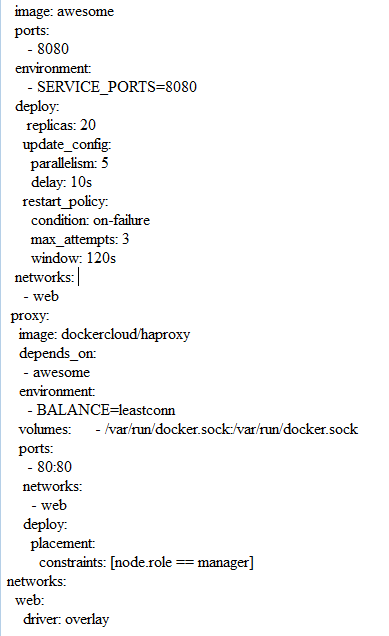 image: awesome
ports:
- 8080
environment:
- SERVICE_PORTS=8080
deploy:
replicas: 20
update_config:
parallelism: 5
delay: 10s
restart_policy:
condition: on-failure
max_attempts: 3
window: 120s
networks:
- web
proxy:
image: dockercloud/haproxy
depends_on:
- awesome
environment:
- BALANCE=leastconn
volumes: - /var/run/docker.sock:/var/run/docker.sock
ports:
- 80:80
networks:
- web
deploy:
placement:
constraints: [node.role == manager]
networks:
web:
driver: overlay